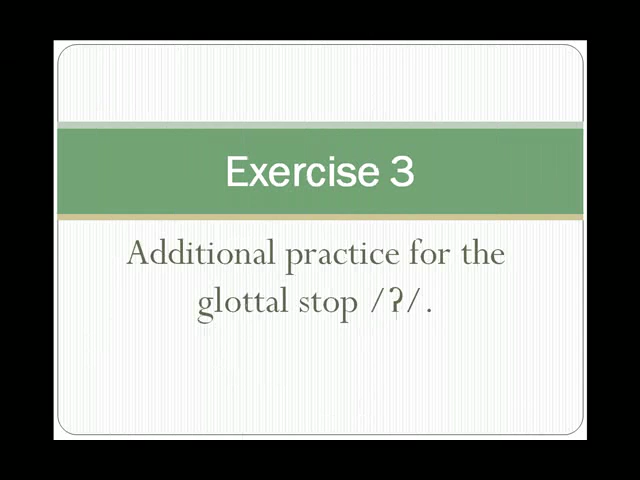 Exercise 3
Additional practice for the
glottal stop /ʔ/.